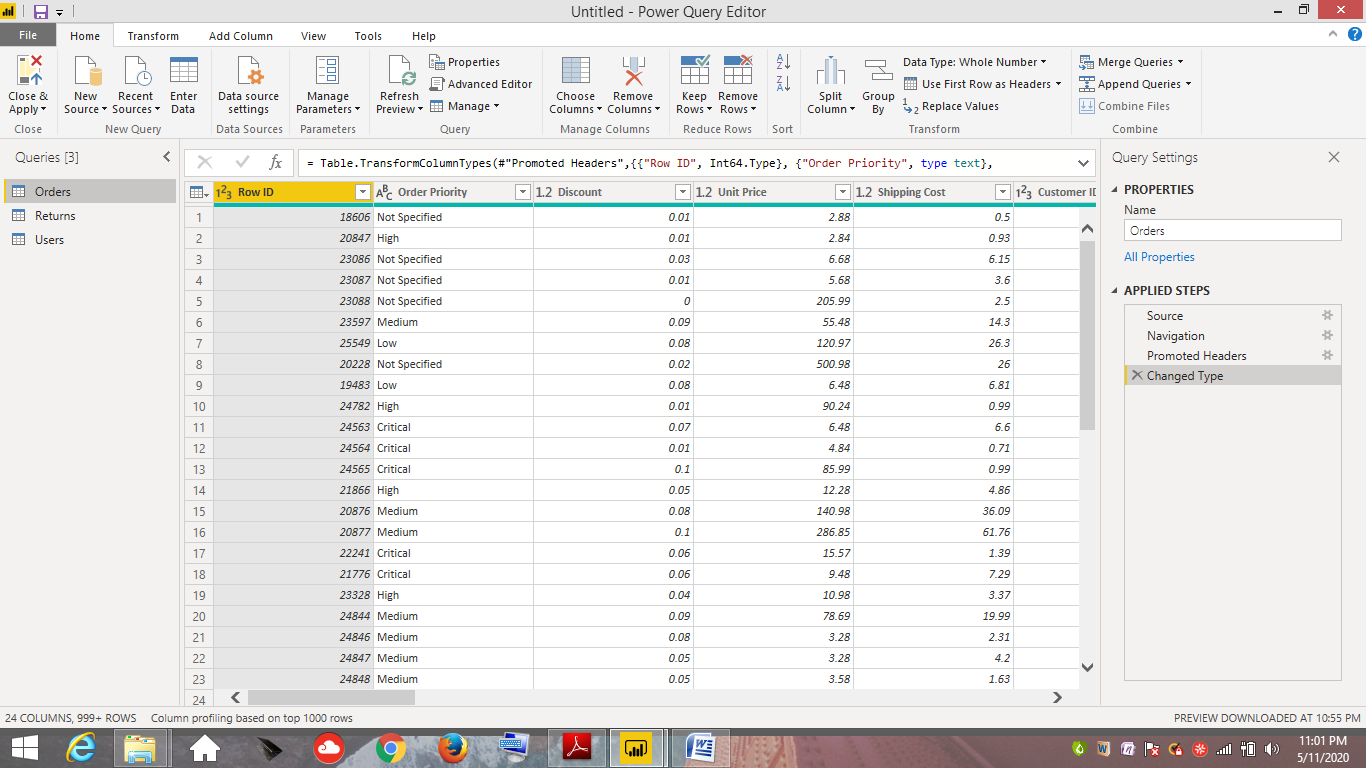 Untitled - Power Query Editor
File Home Transform Add Column View Tools Help
Close & Apply
New Source
Recent Sources
Enter Data
Data source settings
Manage Parameters
Refresh Preview
Properties
Advanced Editor
Manage
Choose Columns
Remove Columns
Keep Rows
Remove Rows
Split Column
Group By
Data Type: Whole Number
Use First Row as Headers
Replace Values
Merge Queries
Append Queries
Combine Files
Close New Query Data Sources Parameters Query Manage Columns Reduce Rows Sort Transform Combine
Queries [3]
Orders
Returns
Users
fx = Table.TransformColumnTypes(#"Promoted Headers",{{"Row ID", Int64.Type}, {"Order Priority", type text},
123 Row ID ABC Order Priority 1.2 Discount 1.2 Unit Price 1.2 Shipping Cost 123 Customer ID
1 18606 Not Specified 0.01 2.88 0.5
2 20847 High 0.01 2.84 0.93
3 23086 Not Specified 0.03 6.68 6.15
4 23087 Not Specified 0.01 5.68 3.6
5 23088 Not Specified 0 205.99 2.5
6 23597 Medium 0.09 55.48 14.3
7 25549 Low 0.08 120.97 26.3
8 20228 Not Specified 0.02 500.98 26
9 19483 Low 0.08 6.48 6.81
10 24782 High 0.01 90.24 0.99
11 24563 Critical 0.07 6.48 6.6
12 24564 Critical 0.01 4.84 0.71
13 24565 Critical 0.1 85.99 0.99
14 21866 High 0.05 12.28 4.86
15 20876 Medium 0.08 140.98 36.09
16 20877 Medium 0.1 286.85 61.76
17 22241 Critical 0.06 15.57 1.39
18 21776 Critical 0.06 9.48 7.29
19 23328 High 0.04 10.98 3.37
20 24844 Medium 0.09 78.69 19.99
21 24846 Medium 0.08 3.28 2.31
22 24847 Medium 0.05 3.28 4.2
23 24848 Medium 0.05 3.58 1.63
24
Query Settings
PROPERTIES
Name
Orders
All Properties
APPLIED STEPS
Source
Navigation
Promoted Headers
Changed Type
24 COLUMNS, 999+ ROWS Column profiling based on top 1000 rows PREVIEW DOWNLOADED AT 10:55 PM
11:01 PM
5/11/2020